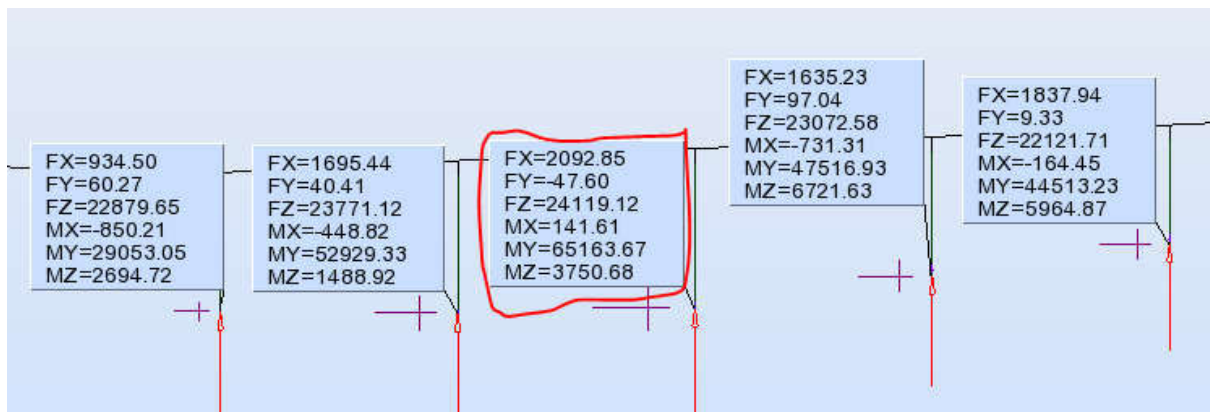 FX=934.50
FY=60.27
FZ=22879.65
MX=-850.21
MY=29053.05
MZ=2694.72
FX=1695.44
FY=40.41
FZ=23771.12
MX=-448.82
MY=52929.33
MZ=1488.92
FX=2092.85
FY=-47.60
FZ=24119.12
MX=141.61
MY=65163.67
MZ=3750.68
FX=1635.23
FY=97.04
FZ=23072.58
MX=-731.31
MY=47516.93
MZ=6721.63
FX=1837.94
FY=9.33
FZ=22121.71
MX=-164.45
MY=44513.23
MZ=5964.87